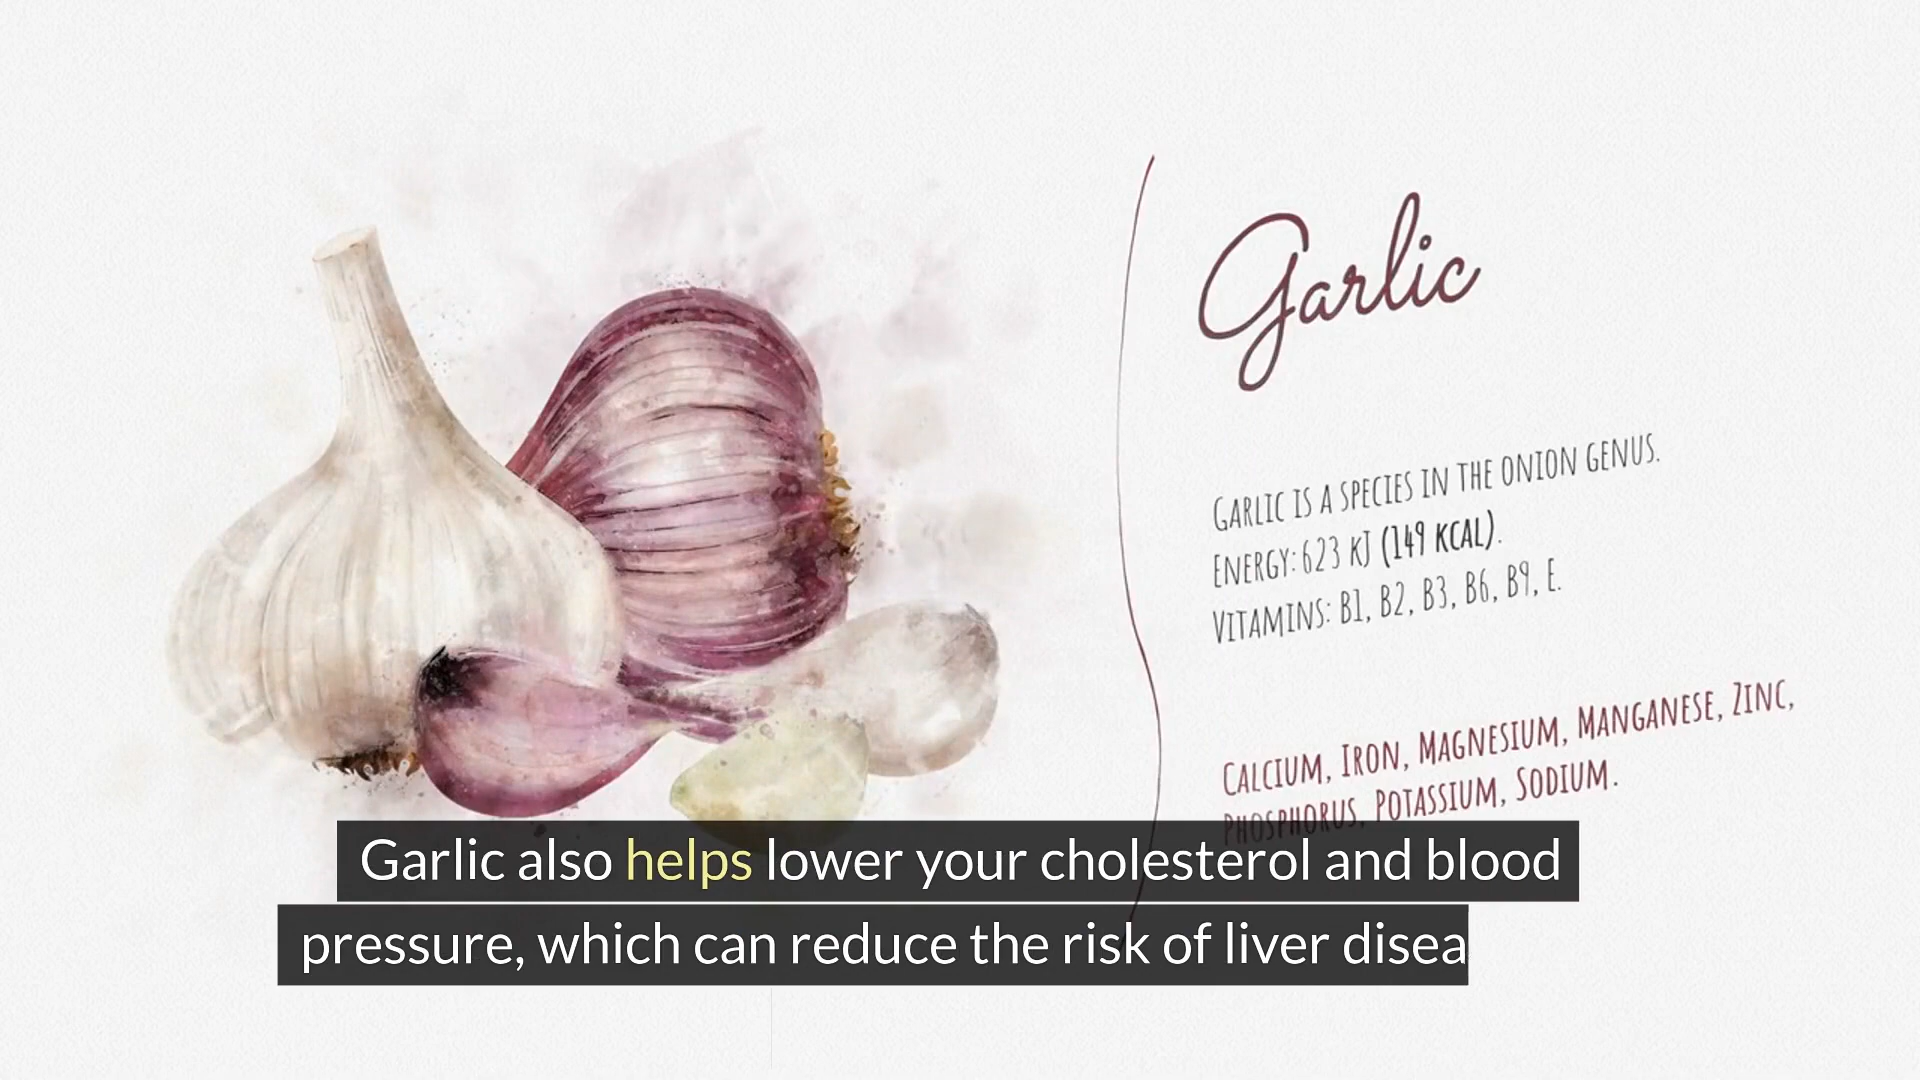 Garlic
GARLIC IS A SPECIES IN THE ONION GENUS.
ENERGY: 623 KJ (149 KCAL).
VITAMINS: B1, B2, B3, B6, B9, E.
CALCIUM, IRON, MAGNESIUM, MANGANESE, ZINC,
PHOSPHORUS, POTASSIUM, SODIUM.
Garlic also helps lower your cholesterol and blood
pressure, which can reduce the risk of liver disea